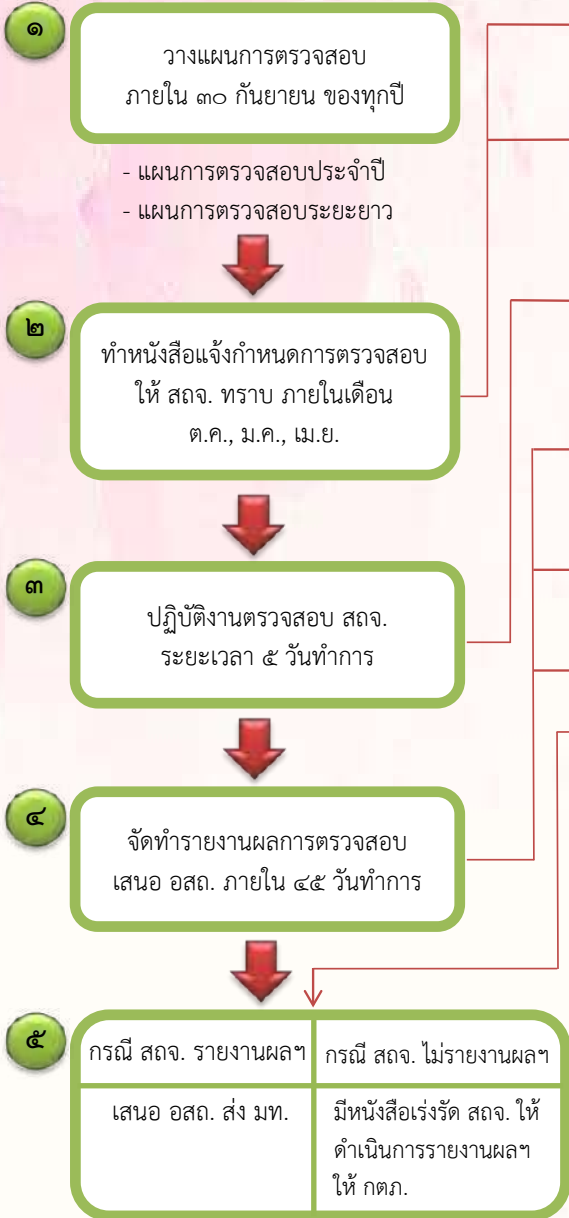 ๑
วางแผนการตรวจสอบ
ภายใน ๓๐ กันยายน ของทุกปี
- แผนการตรวจสอบประจำปี
- แผนการตรวจสอบระยะยาว
๒
ทำหนังสือแจ้งกำหนดการตรวจสอบ
ให้ สถจ. ทราบ ภายในเดือน
ต.ค., ม.ค., เม.ย.
๓
ปฏิบัติงานตรวจสอบ สถจ.
ระยะเวลา ๕ วันทำการ
๔
จัดทำรายงานผลการตรวจสอบ
เสนอ อสถ. ภายใน ๔๕ วันทำการ
๕
กรณี สถจ. รายงานผลฯ
เสนอ อสถ. ส่ง มท.
กรณี สถจ. ไม่รายงานผลฯ
มีหนังสือเร่งรัด สถจ. ให้
ดำเนินการรายงานผลฯ
ให้ กตภ.